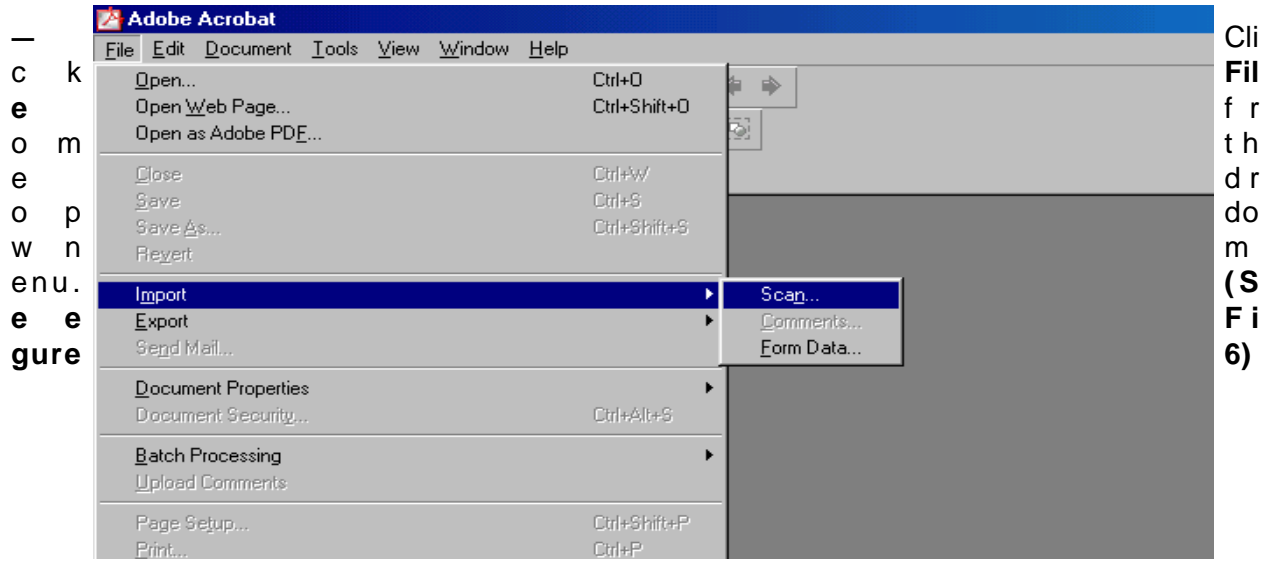 — Cli
c k Fil
e f r
o m t h
e d r
o p do
w n m
enu. (S
e e F i
gure 6)
Adobe Acrobat
File Edit Document Tools View Window Help
Open... Ctrl+O
Open Web Page... Ctrl+Shift+O
Open as Adobe PDF...
Close Ctrl+W
Save Ctrl+S
Save As... Ctrl+Shift+S
Revert
Import
Export
Send Mail...
Scan...
Comments...
Form Data...
Document Properties
Document Security... Ctrl+Alt+S
Batch Processing
Upload Comments
Page Setup... Ctrl+Shift+P
Print... Ctrl+P